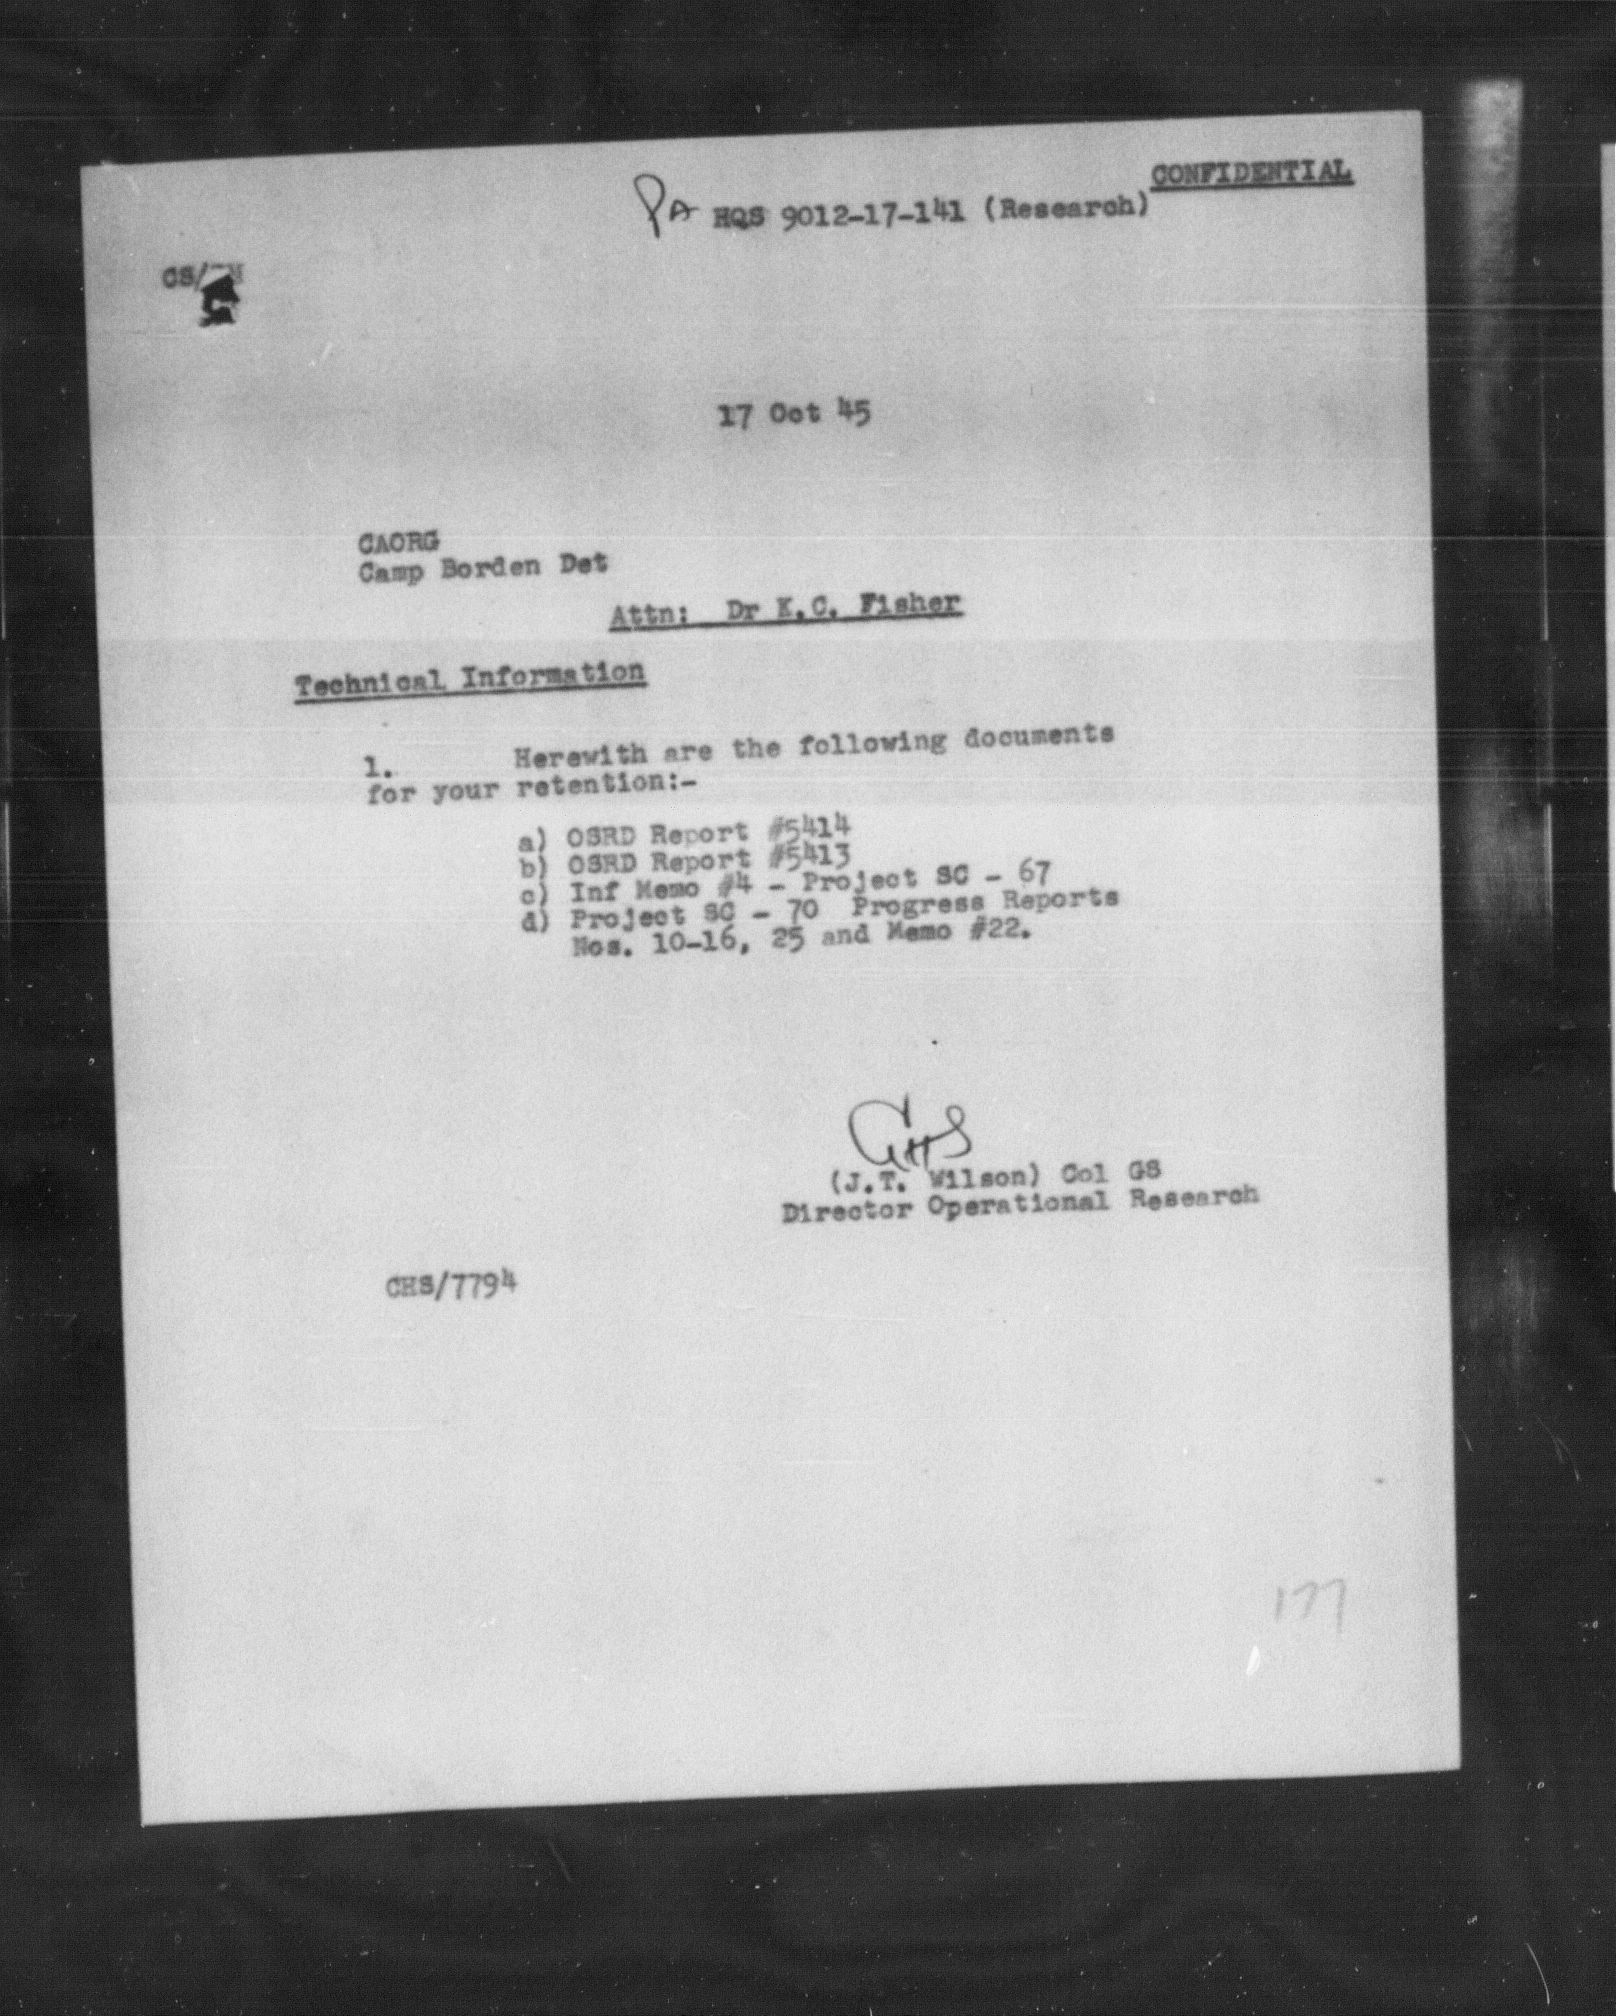 CONFIDENTIAL
PA HQS 9012-17-141 (Research)
CS/
17 Oct 45
CAORG
Camp Borden Det
Attn: Dr K.C. Fisher
Technical Information
1. Herewith are the following documents
for your retention:-
a) OSRD Report #5414
b) OSRD Report #5413
c) Inf Memo #4 - Project SC - 67
d) Project SC - 70 Progress Reports
Nos. 10-16, 25 and Memo #22.
CHS
(J.T. Wilson) Col GS
Director Operational Research
CHS/7794
177